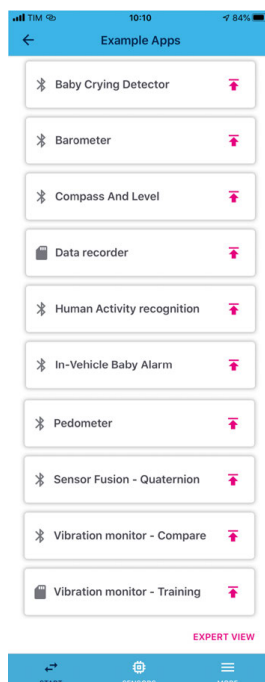 TIM 10:10 84%
Example Apps
Baby Crying Detector
Barometer
Compass And Level
Data recorder
Human Activity recognition
In-Vehicle Baby Alarm
Pedometer
Sensor Fusion - Quaternion
Vibration monitor - Compare
Vibration monitor - Training
EXPERT VIEW